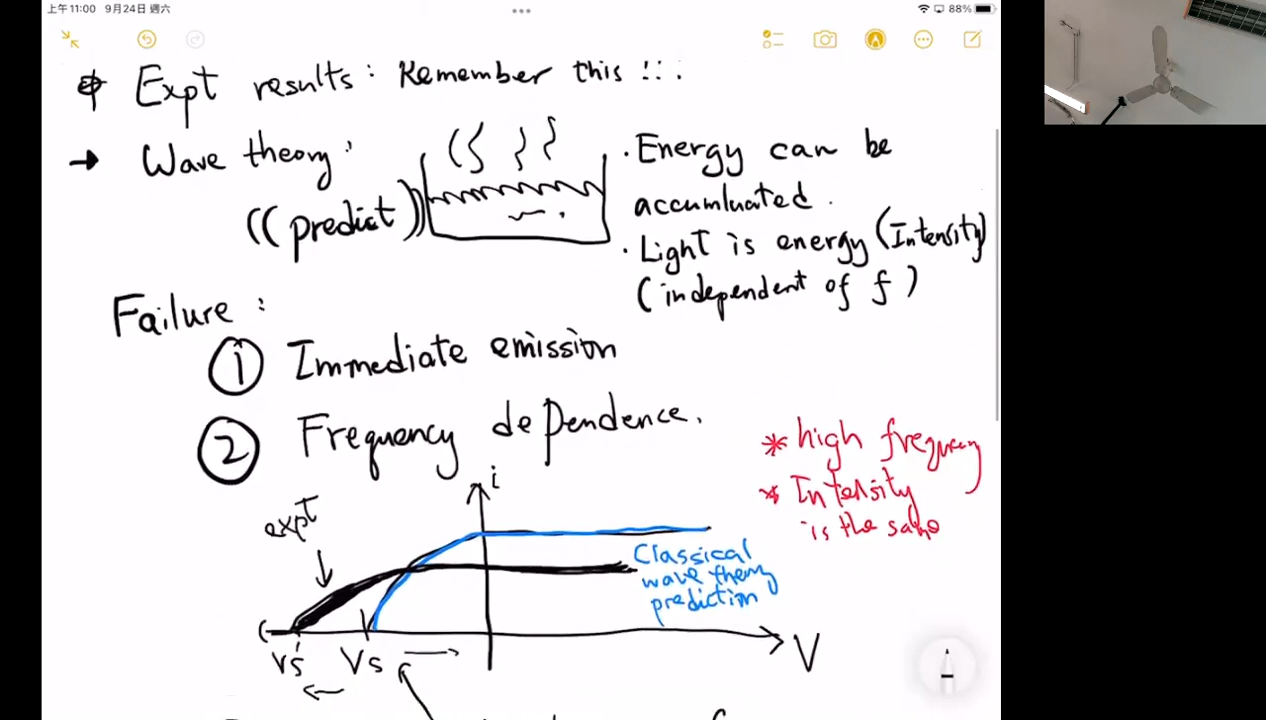 上午11:00 9月24日 週六
88%
Expt results: Remember this !!!
→ Wave theory:
((predict))
· Energy can be
accumluated.
· Light is energy (Intensity)
(independent of f)
Failure:
① Immediate emission
② Frequency dependence.
* high frequency
* Intensity
is the same
i
expt
Classical
wave theory
prediction
Vs' Vs
V